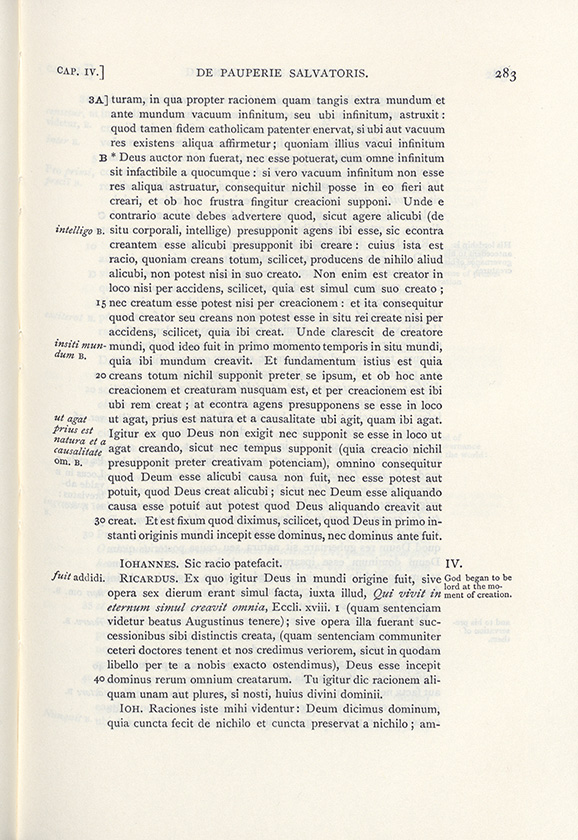 CAP. IV.] DE PAUPERIE SALVATORIS. 283
3A] turam, in qua propter racionem quam tangis extra mundum et
ante mundum vacuum infinitum, seu ubi infinitum, astruxit:
quod tamen fidem catholicam patenter enervat, si ubi aut vacuum
res existens aliqua affirmetur; quoniam illius vacui infinitum
B * Deus auctor non fuerat, nec esse potuerat, cum omne infinitum
sit infactibile a quocumque: si vero vacuum infinitum non esse
res aliqua astruatur, consequitur nichil posse in eo fieri aut
creari, et ob hoc frustra fingitur creacioni supponi. Unde e
contrario acute debes advertere quod, sicut agere alicubi (de
intelligo B. situ corporali, intellige) presupponit agens ibi esse, sic econtra
creantem esse alicubi presupponit ibi creare: cuius ista est
racio, quoniam creans totum, scilicet, producens de nihilo aliud
alicubi, non potest nisi in suo creato. Non enim est creator in
loco nisi per accidens, scilicet, quia est simul cum suo creato;
15 nec creatum esse potest nisi per creacionem: et ita consequitur
quod creator seu creans non potest esse in situ rei create nisi per
accidens, scilicet, quia ibi creat. Unde clarescit de creatore
insiti mun- mundi, quod ideo fuit in primo momento temporis in situ mundi,
dum B. quia ibi mundum creavit. Et fundamentum istius est quia
20 creans totum nichil supponit preter se ipsum, et ob hoc ante
creacionem et creaturam nusquam est, et per creacionem est ibi
ubi rem creat; at econtra agens presupponens se esse in loco
ut agat ut agat, prius est natura et a causalitate ubi agit, quam ibi agat.
prius est
natura et a
causalitate
om. B.
Igitur ex quo Deus non exigit nec supponit se esse in loco ut
agat creando, sicut nec tempus supponit (quia creacio nichil
presupponit preter creativam potenciam), omnino consequitur
quod Deum esse alicubi causa non fuit, nec esse potest aut
potuit, quod Deus creat alicubi; sicut nec Deum esse aliquando
causa esse potuit aut potest quod Deus aliquando creavit aut
30 creat. Et est fixum quod diximus, scilicet, quod Deus in primo in-
stanti originis mundi incepit esse dominus, nec dominus ante fuit.
IOHANNES. Sic racio patefacit. IV.
fuit addidi. RICARDUS. Ex quo igitur Deus in mundi origine fuit, sive
God began to be
lord at the mo-
ment of creation.
opera sex dierum erant simul facta, iuxta illud, Qui vivit in
eternum simul creavit omnia, Eccli. xviii. 1 (quam sentenciam
videtur beatus Augustinus tenere); sive opera illa fuerant suc-
cessionibus sibi distinctis creata, (quam sentenciam communiter
ceteri doctores tenent et nos credimus veriorem, sicut in quodam
libello per te a nobis exacto ostendimus), Deus esse incepit
40 dominus rerum omnium creatarum. Tu igitur dic racionem ali-
quam unam aut plures, si nosti, huius divini dominii.
IOH. Raciones iste mihi videntur: Deum dicimus dominum,
quia cuncta fecit de nichilo et cuncta preservat a nichilo; am-